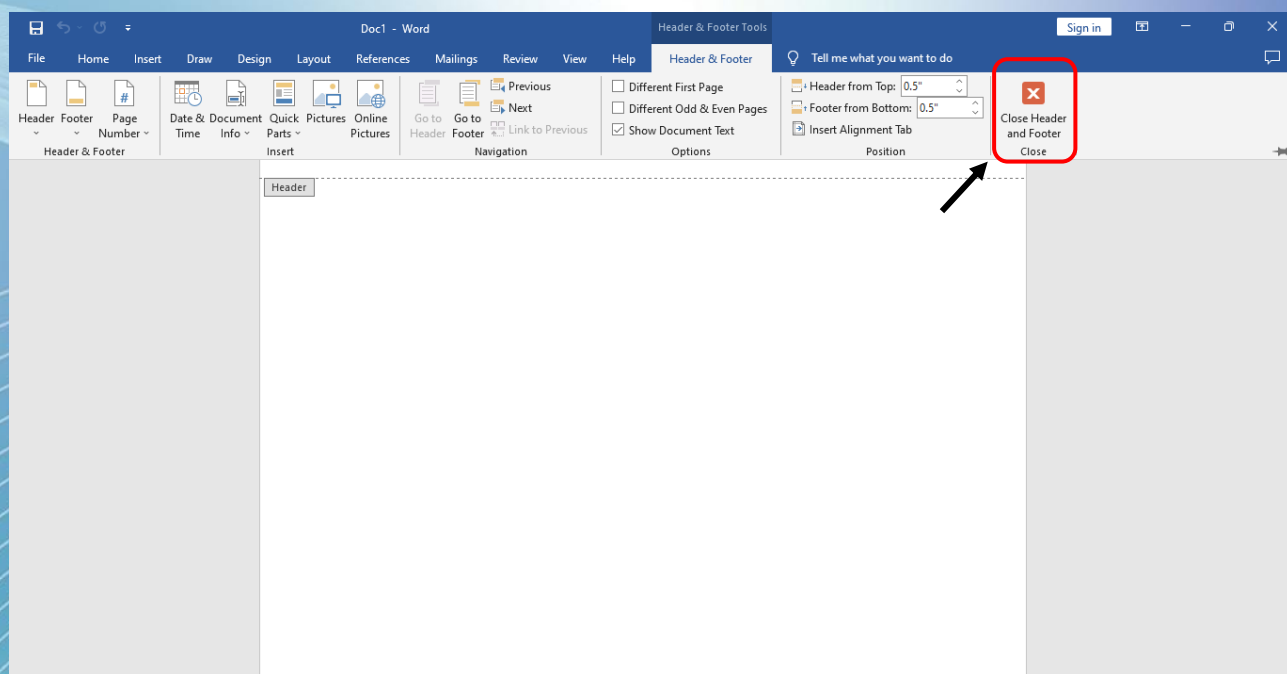 Doc1 - Word
Header & Footer Tools
Sign in
File Home Insert Draw Design Layout References Mailings Review View Help Header & Footer Tell me what you want to do
Header
Footer
Page
Number
Header & Footer
Date &
Time
Document
Info
Quick
Parts
Pictures
Online
Pictures
Insert
Go to
Header
Go to
Footer
Previous
Next
Link to Previous
Navigation
Different First Page
Different Odd & Even Pages
Show Document Text
Options
Header from Top: 0.5"
Footer from Bottom: 0.5"
Insert Alignment Tab
Position
Close Header
and Footer
Close
Header